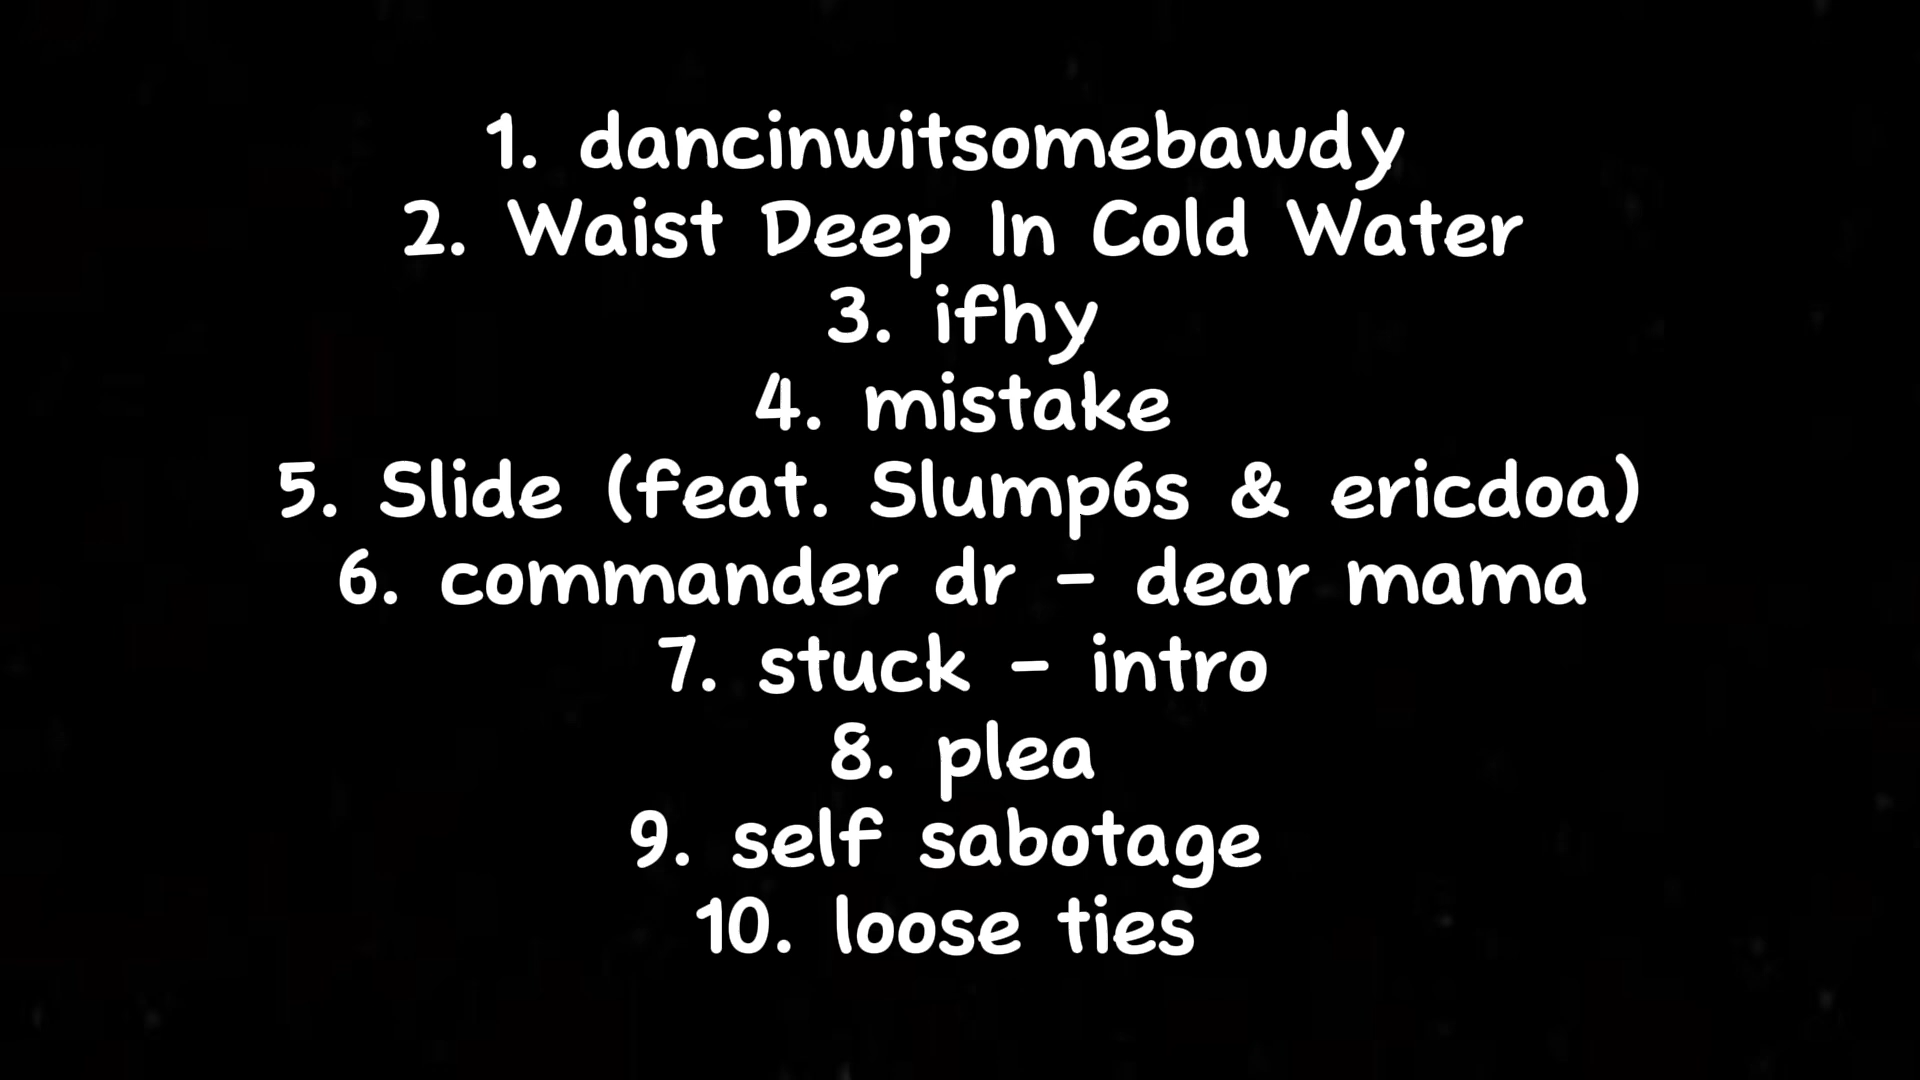 1. dancinwitsomebawdy
2. Waist Deep In Cold Water
3. ifhy
4. mistake
5. Slide (feat. Slump6s & ericdoa)
6. commander dr - dear mama
7. stuck - intro
8. plea
9. self sabotage
10. loose ties